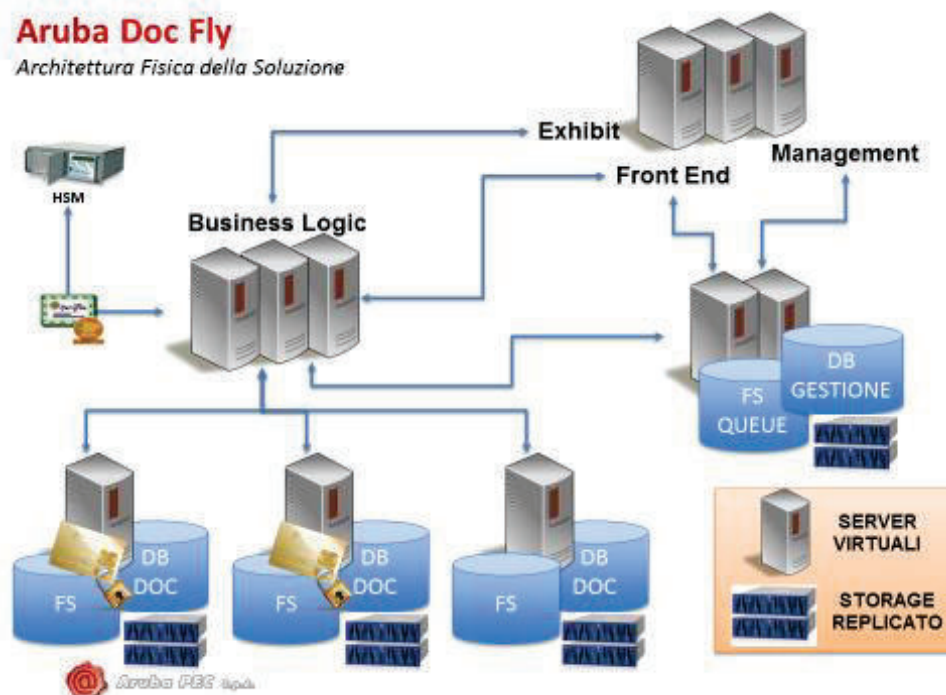 Aruba Doc Fly
Architettura Fisica della Soluzione
Exhibit
Management
Front End
HSM
Business Logic
DB
GESTIONE
FS
QUEUE
DB
DOC
FS
DB
DOC
FS
DB
DOC
FS
SERVER
VIRTUALI
STORAGE
REPLICATO
Aruba PEC S.p.A.